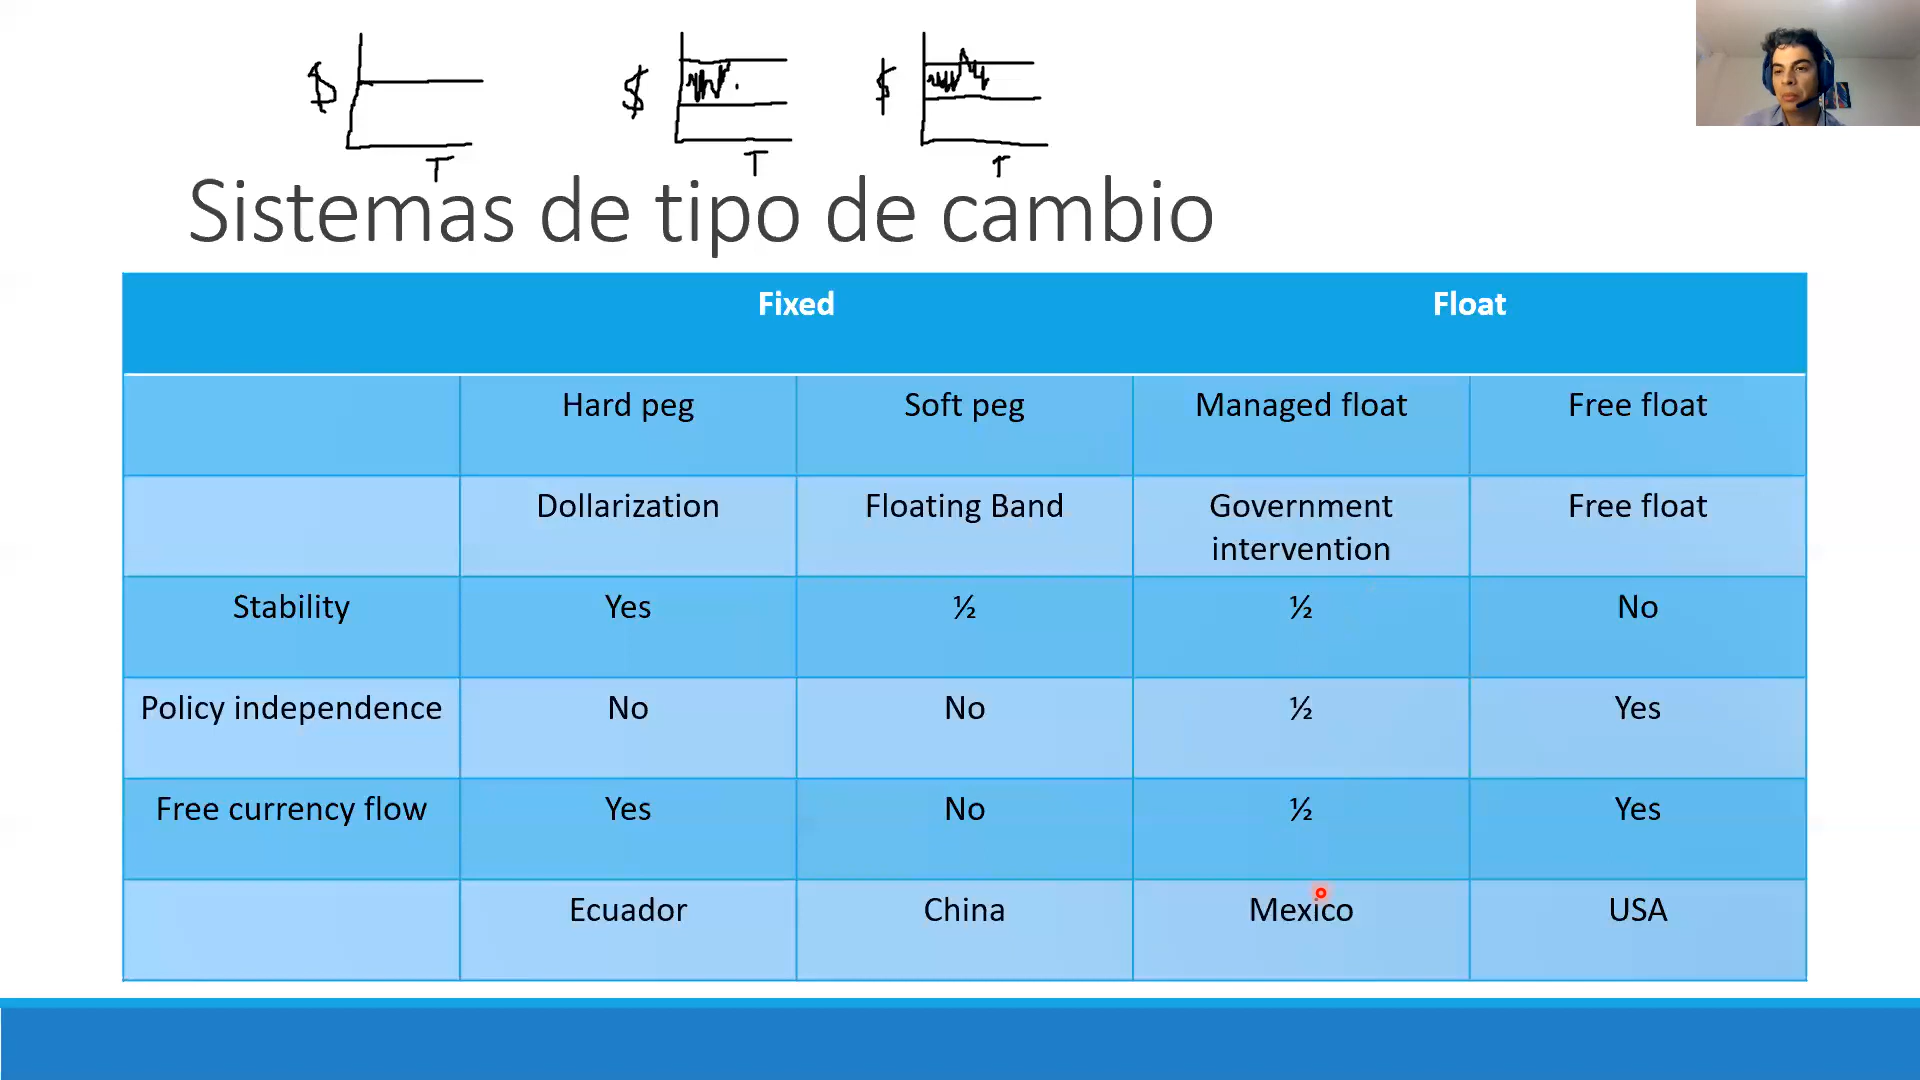 $ $ $
T T T
Sistemas de tipo de cambio
Fixed Float
Hard peg Soft peg Managed float Free float
Dollarization Floating Band Government intervention Free float
Stability Yes ½ ½ No
Policy independence No No ½ Yes
Free currency flow Yes No ½ Yes
Ecuador China Mexico USA